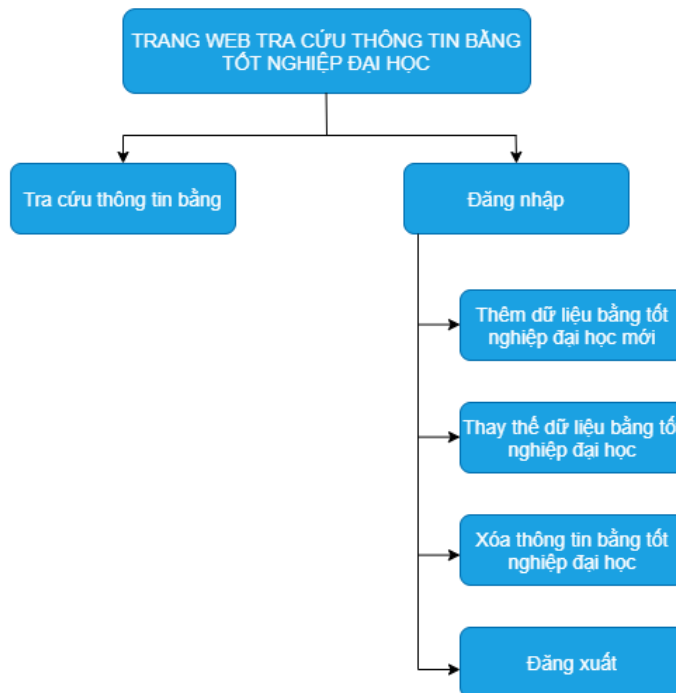 TRANG WEB TRA CỨU THÔNG TIN BẰNG
TỐT NGHIỆP ĐẠI HỌC
Tra cứu thông tin bằng
Đăng nhập
Thêm dữ liệu bằng tốt
nghiệp đại học mới
Thay thế dữ liệu bằng tố
nghiệp đại học
Xóa thông tin bằng tốt
nghiệp đại học
Đăng xuất